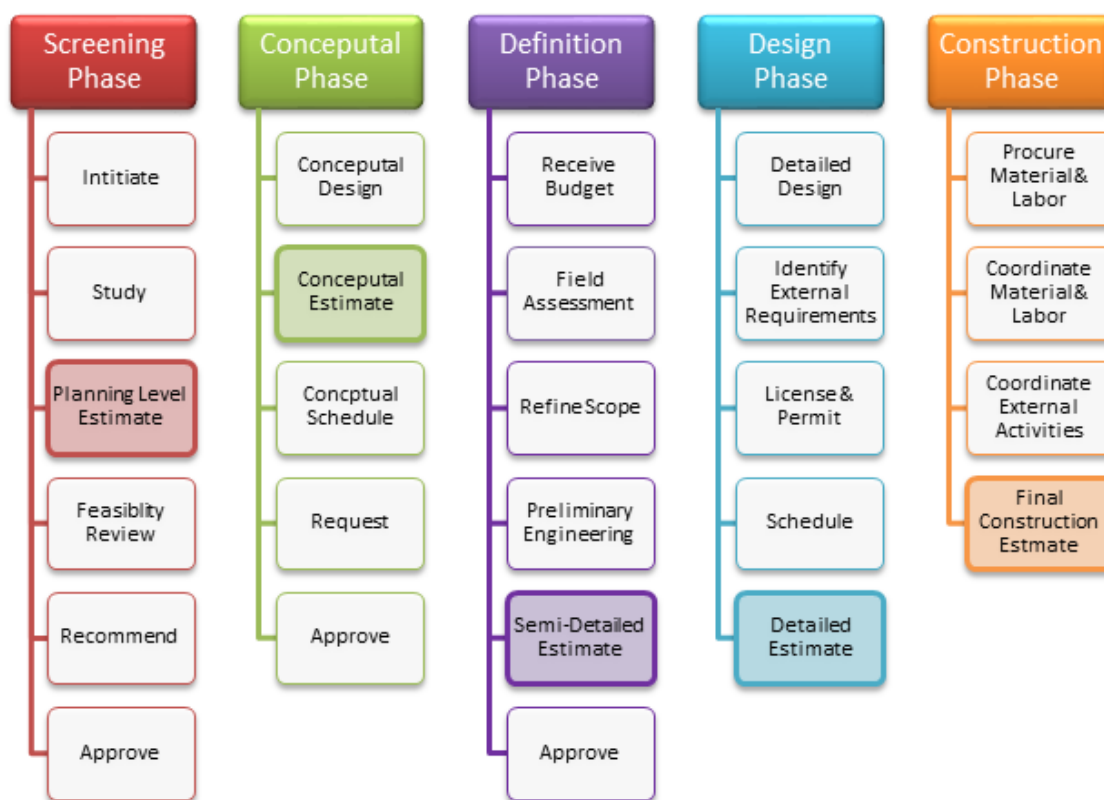 Screening
Phase
Intitiate
Study
Planning Level
Estimate
Feasiblity
Review
Recommend
Approve
Conceputal
Phase
Conceputal
Design
Conceputal
Estimate
Concptual
Schedule
Request
Approve
Definition
Phase
Receive
Budget
Field
Assessment
Refine Scope
Preliminary
Engineering
Semi-Detailed
Estimate
Approve
Design
Phase
Detailed
Design
Identify
External
Requirements
License &
Permit
Schedule
Detailed
Estimate
Construction
Phase
Procure
Material &
Labor
Coordinate
Material &
Labor
Coordinate
External
Activities
Final
Construction
Estmate